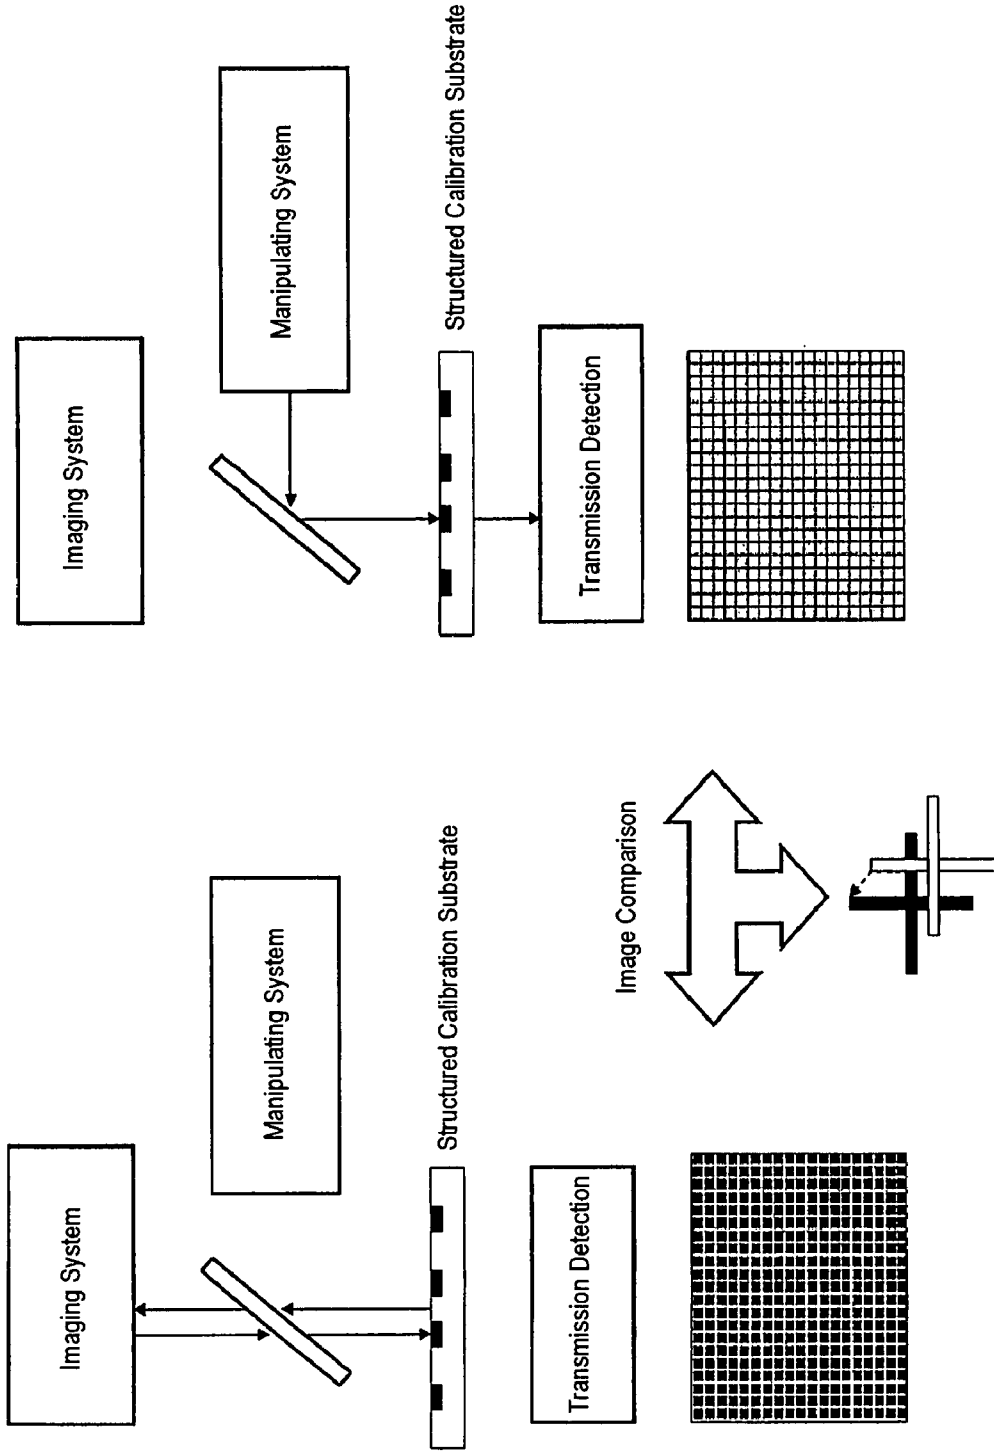 Imaging System
Manipulating System
Structured Calibration Substrate
Transmission Detection
Image Comparison
Imaging System
Manipulating System
Structured Calibration Substrate
Transmission Detection